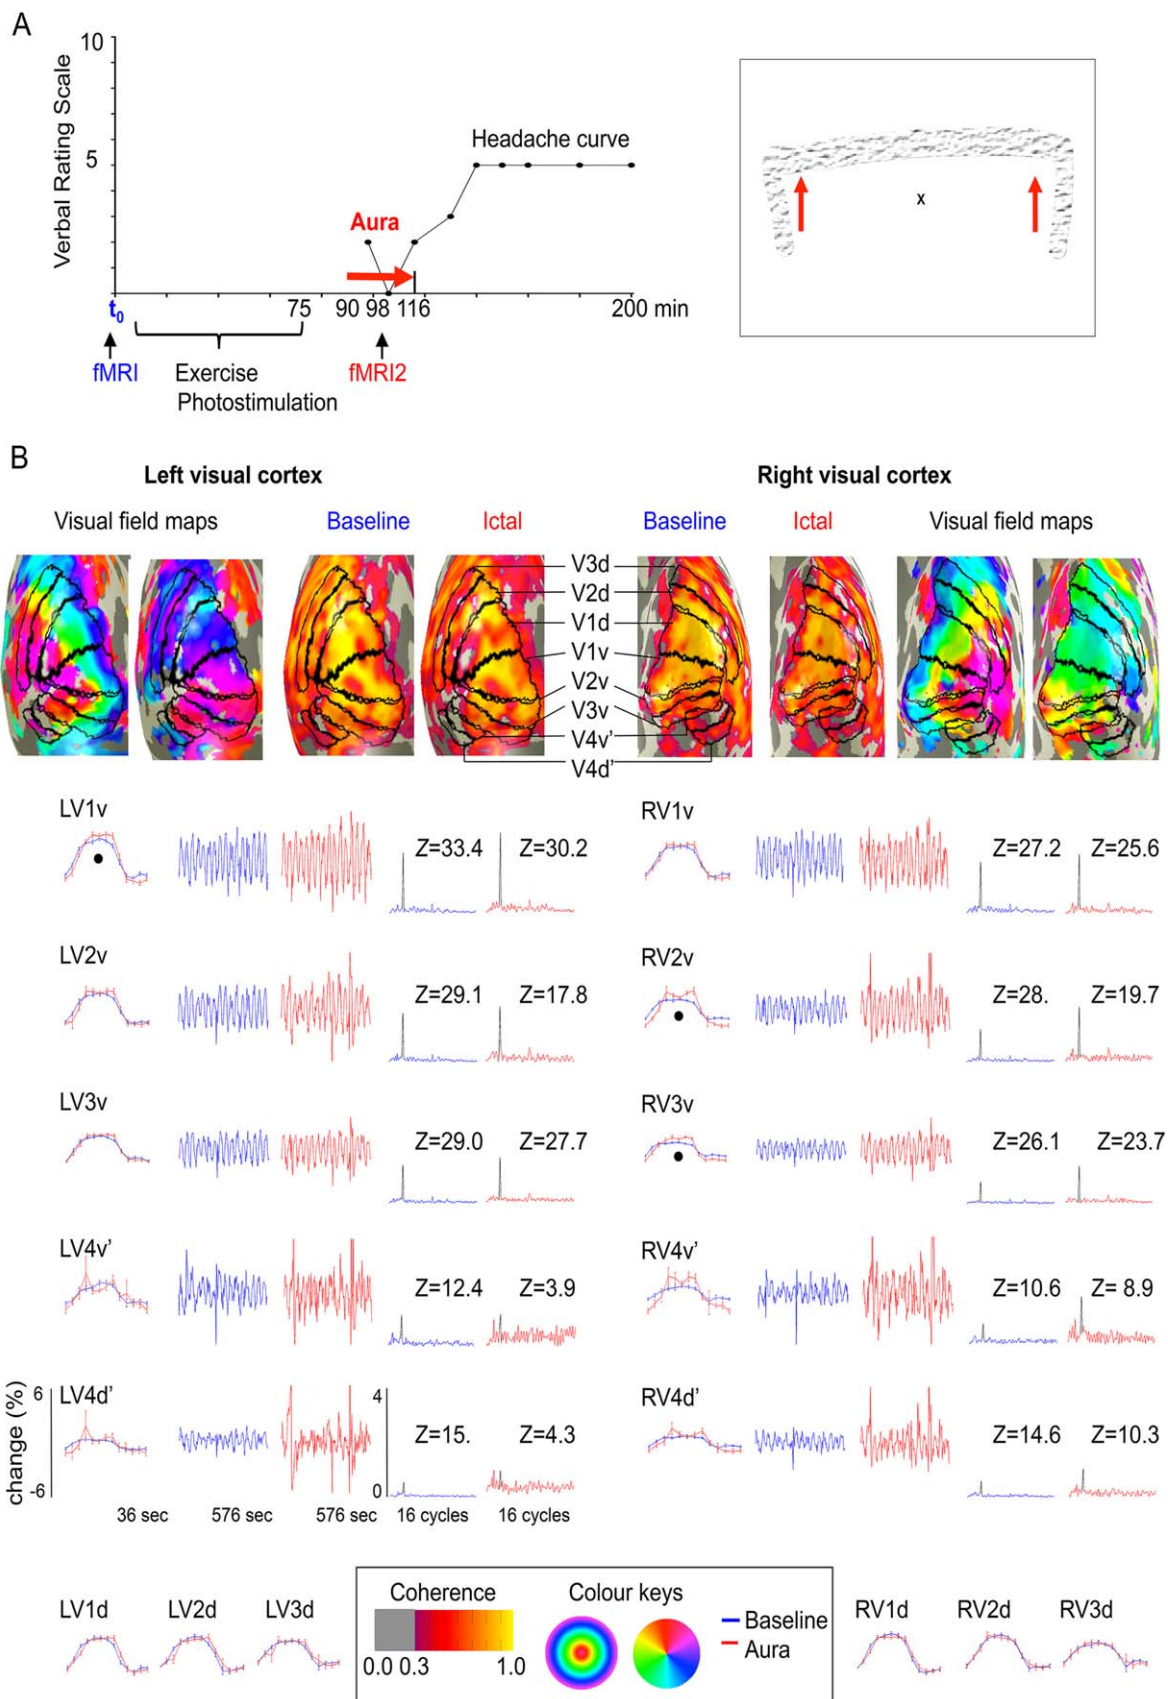 A
Verbal Rating Scale
10
5
Headache curve
Aura
x
t0 75 90 98 116 200 min
fMRI Exercise Photostimulation fMRI2
B
Left visual cortex Right visual cortex
Visual field maps Baseline Ictal Baseline Ictal Visual field maps
V3d
V2d
V1d
V1v
V2v
V3v
V4v'
V4d'
LV1v RV1v
Z=33.4 Z=30.2 Z=27.2 Z=25.6
LV2v RV2v
Z=29.1 Z=17.8 Z=28. Z=19.7
LV3v RV3v
Z=29.0 Z=27.7 Z=26.1 Z=23.7
LV4v' RV4v'
Z=12.4 Z=3.9 Z=10.6 Z= 8.9
change (%) 6 LV4d' 4 RV4d'
Z=15. Z=4.3 Z=14.6 Z=10.3
-6 0
36 sec 576 sec 576 sec 16 cycles 16 cycles
LV1d LV2d LV3d Coherence Colour keys RV1d RV2d RV3d
Baseline
Aura
0.0 0.3 1.0